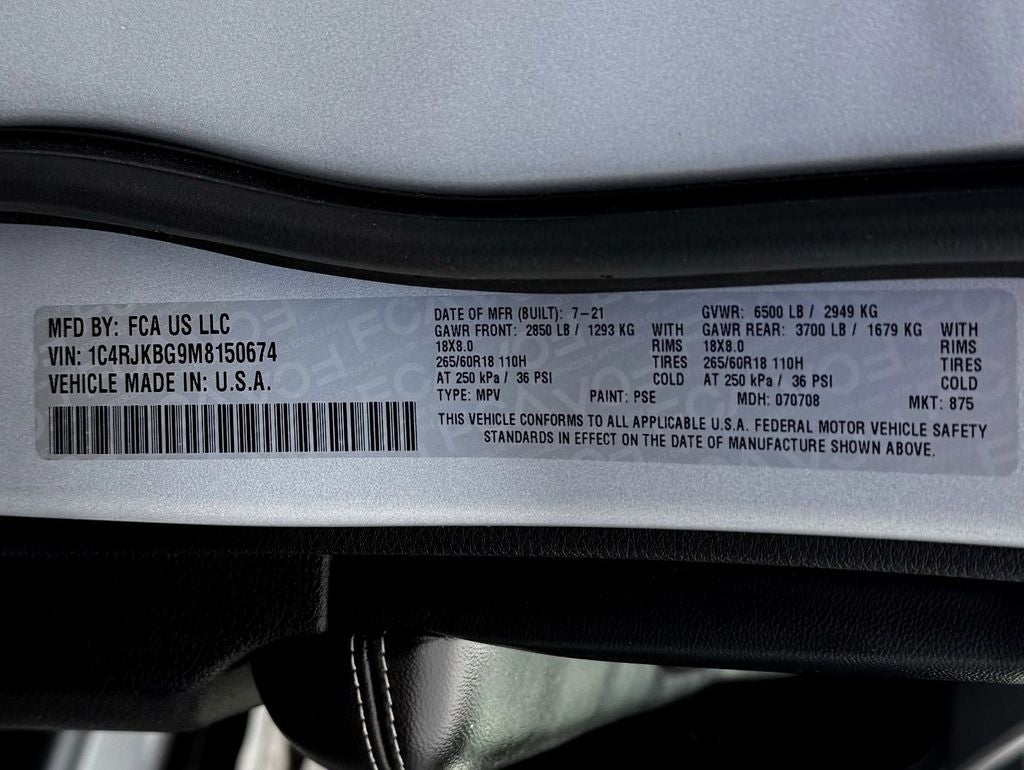 MFD BY: FCA US LLC
VIN: 1C4RJKBG9M8150674
VEHICLE MADE IN: U.S.A.
DATE OF MFR (BUILT): 7-21 GVWR: 6500 LB / 2949 KG
GAWR FRONT: 2850 LB / 1293 KG WITH GAWR REAR: 3700 LB / 1679 KG WITH
18X8.0 RIMS 18X8.0 RIMS
265/60R18 110H TIRES 265/60R18 110H TIRES
AT 250 kPa / 36 PSI COLD AT 250 kPa / 36 PSI COLD
TYPE: MPV PAINT: PSE MDH: 070708 MKT: 875
THIS VEHICLE CONFORMS TO ALL APPLICABLE U.S.A. FEDERAL MOTOR VEHICLE SAFETY
STANDARDS IN EFFECT ON THE DATE OF MANUFACTURE SHOWN ABOVE.